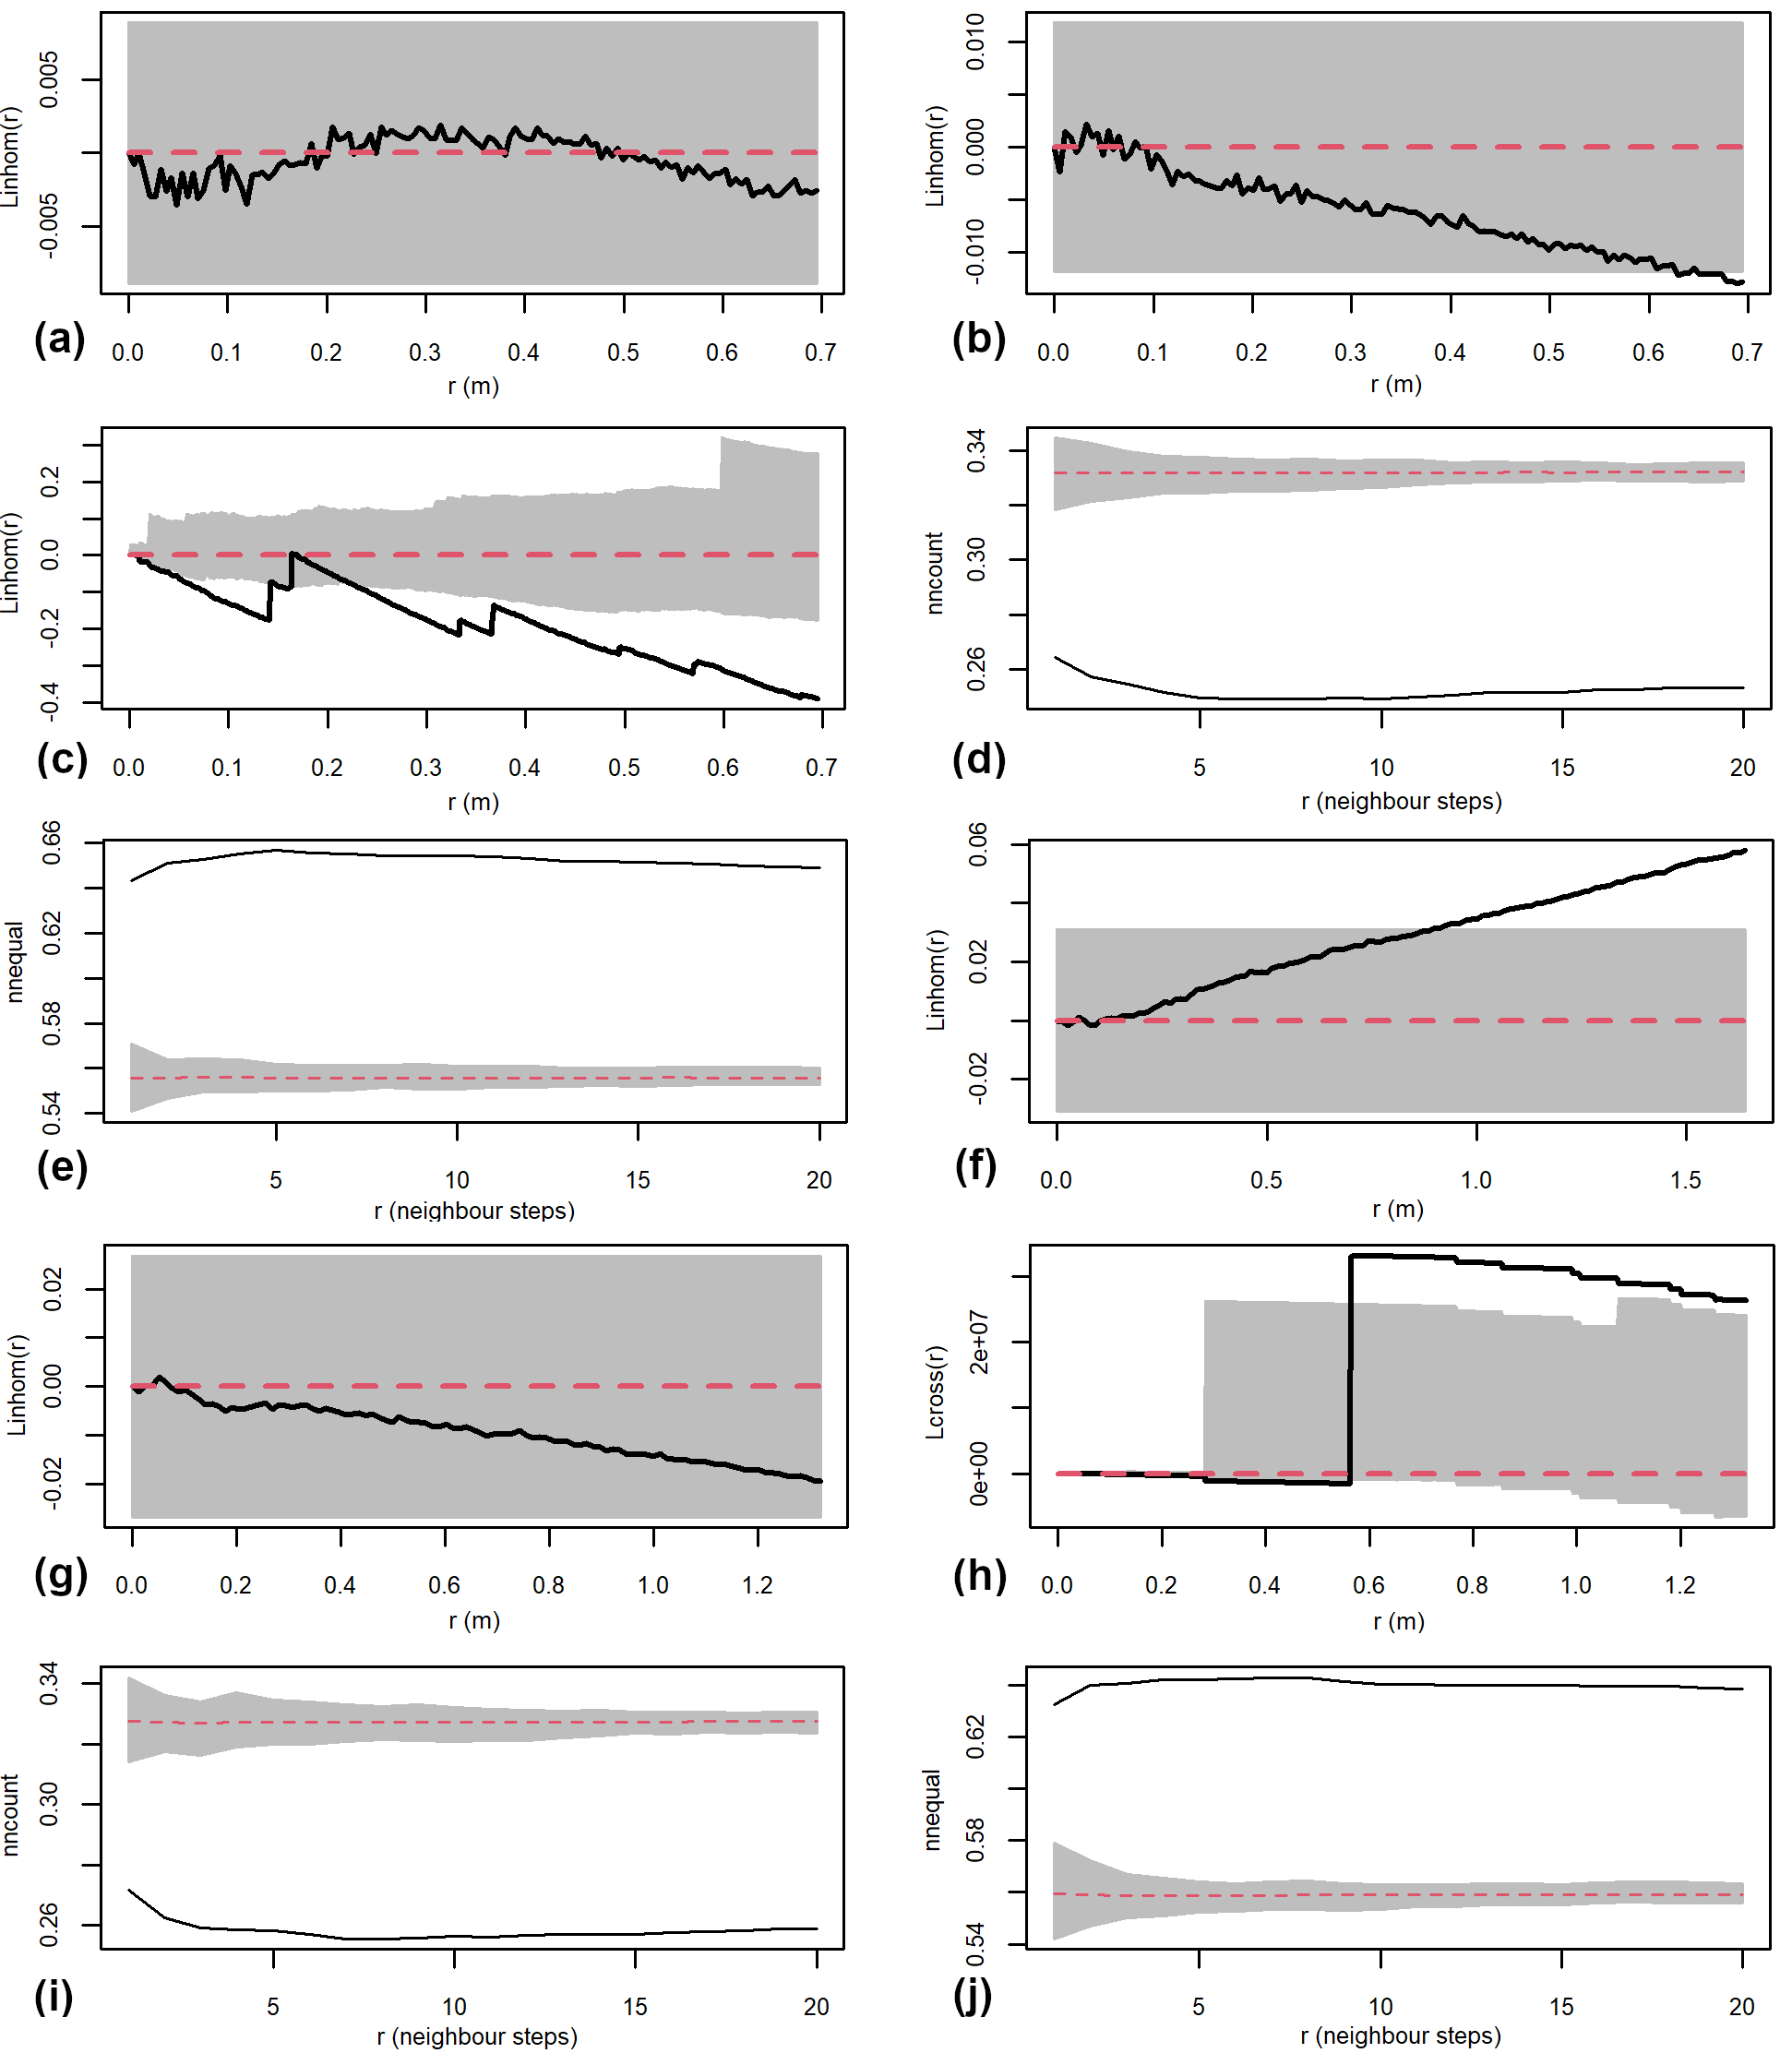 Linhom(r)
0.005
-0.005
0.0 0.1 0.2 0.3 0.4 0.5 0.6 0.7
r (m)
(a)
Linhom(r)
0.010
0.000
-0.010
0.0 0.1 0.2 0.3 0.4 0.5 0.6 0.7
r (m)
(b)
Linhom(r)
0.2
0.0
-0.2
-0.4
0.0 0.1 0.2 0.3 0.4 0.5 0.6 0.7
r (m)
(c)
nncount
0.34
0.30
0.26
5 10 15 20
r (neighbour steps)
(d)
nnequal
0.66
0.62
0.58
0.54
5 10 15 20
r (neighbour steps)
(e)
Linhom(r)
0.06
0.02
-0.02
0.0 0.5 1.0 1.5
r (m)
(f)
Linhom(r)
0.02
0.00
-0.02
0.0 0.2 0.4 0.6 0.8 1.0 1.2
r (m)
(g)
Lcross(r)
2e+07
0e+00
0.0 0.2 0.4 0.6 0.8 1.0 1.2
r (m)
(h)
nncount
0.34
0.30
0.26
5 10 15 20
r (neighbour steps)
(i)
nnequal
0.62
0.58
0.54
5 10 15 20
r (neighbour steps)
(j)